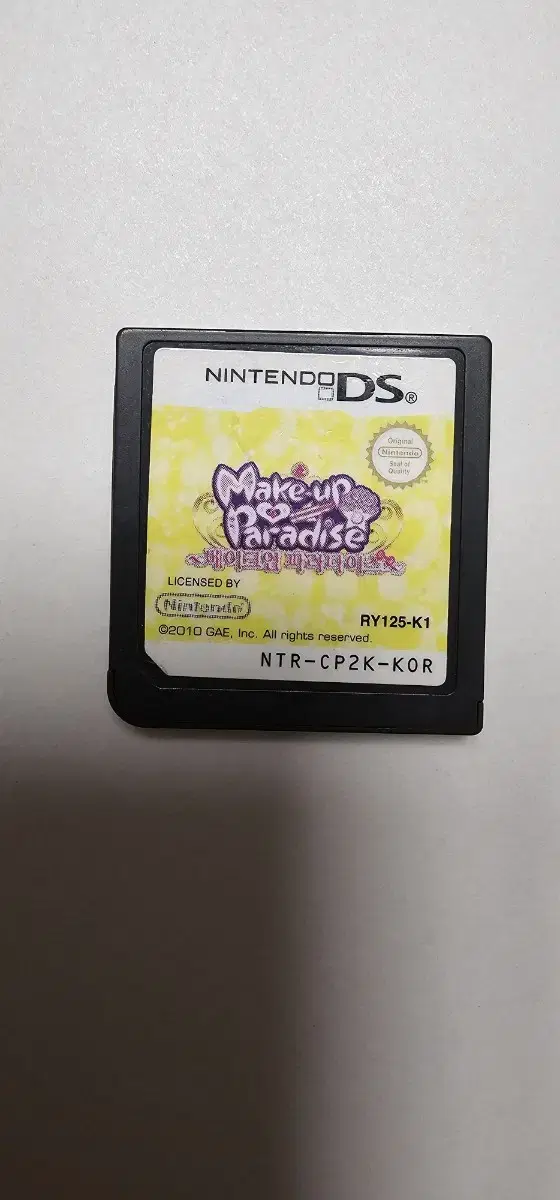 NINTENDO DS®
Original
Nintendo
Seal of
Quality
Make-up
Paradise
~메이크업 파라다이스~
LICENSED BY
Nintendo
RY125-K1
©2010 GAE, Inc. All rights reserved.
NTR-CP2K-KOR